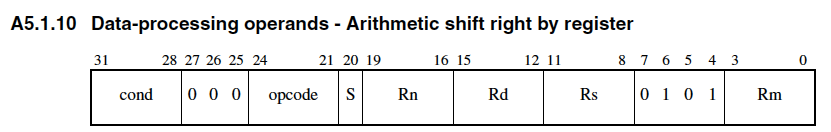 A5.1.10 Data-processing operands - Arithmetic shift right by register
31 28 27 26 25 24 21 20 19 16 15 12 11 8 7 6 5 4 3 0
cond 0 0 0 opcode S Rn Rd Rs 0 1 0 1 Rm